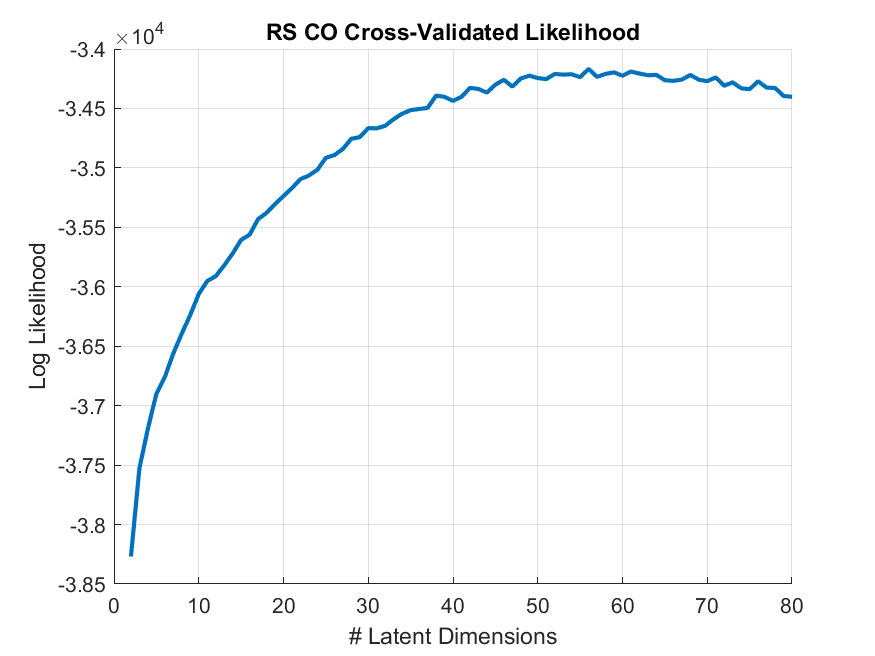 RS CO Cross-Validated Likelihood
×10⁴
-3.4
-3.45
-3.5
-3.55
-3.6
-3.65
-3.7
-3.75
-3.8
-3.85
Log Likelihood
0 10 20 30 40 50 60 70 80
# Latent Dimensions